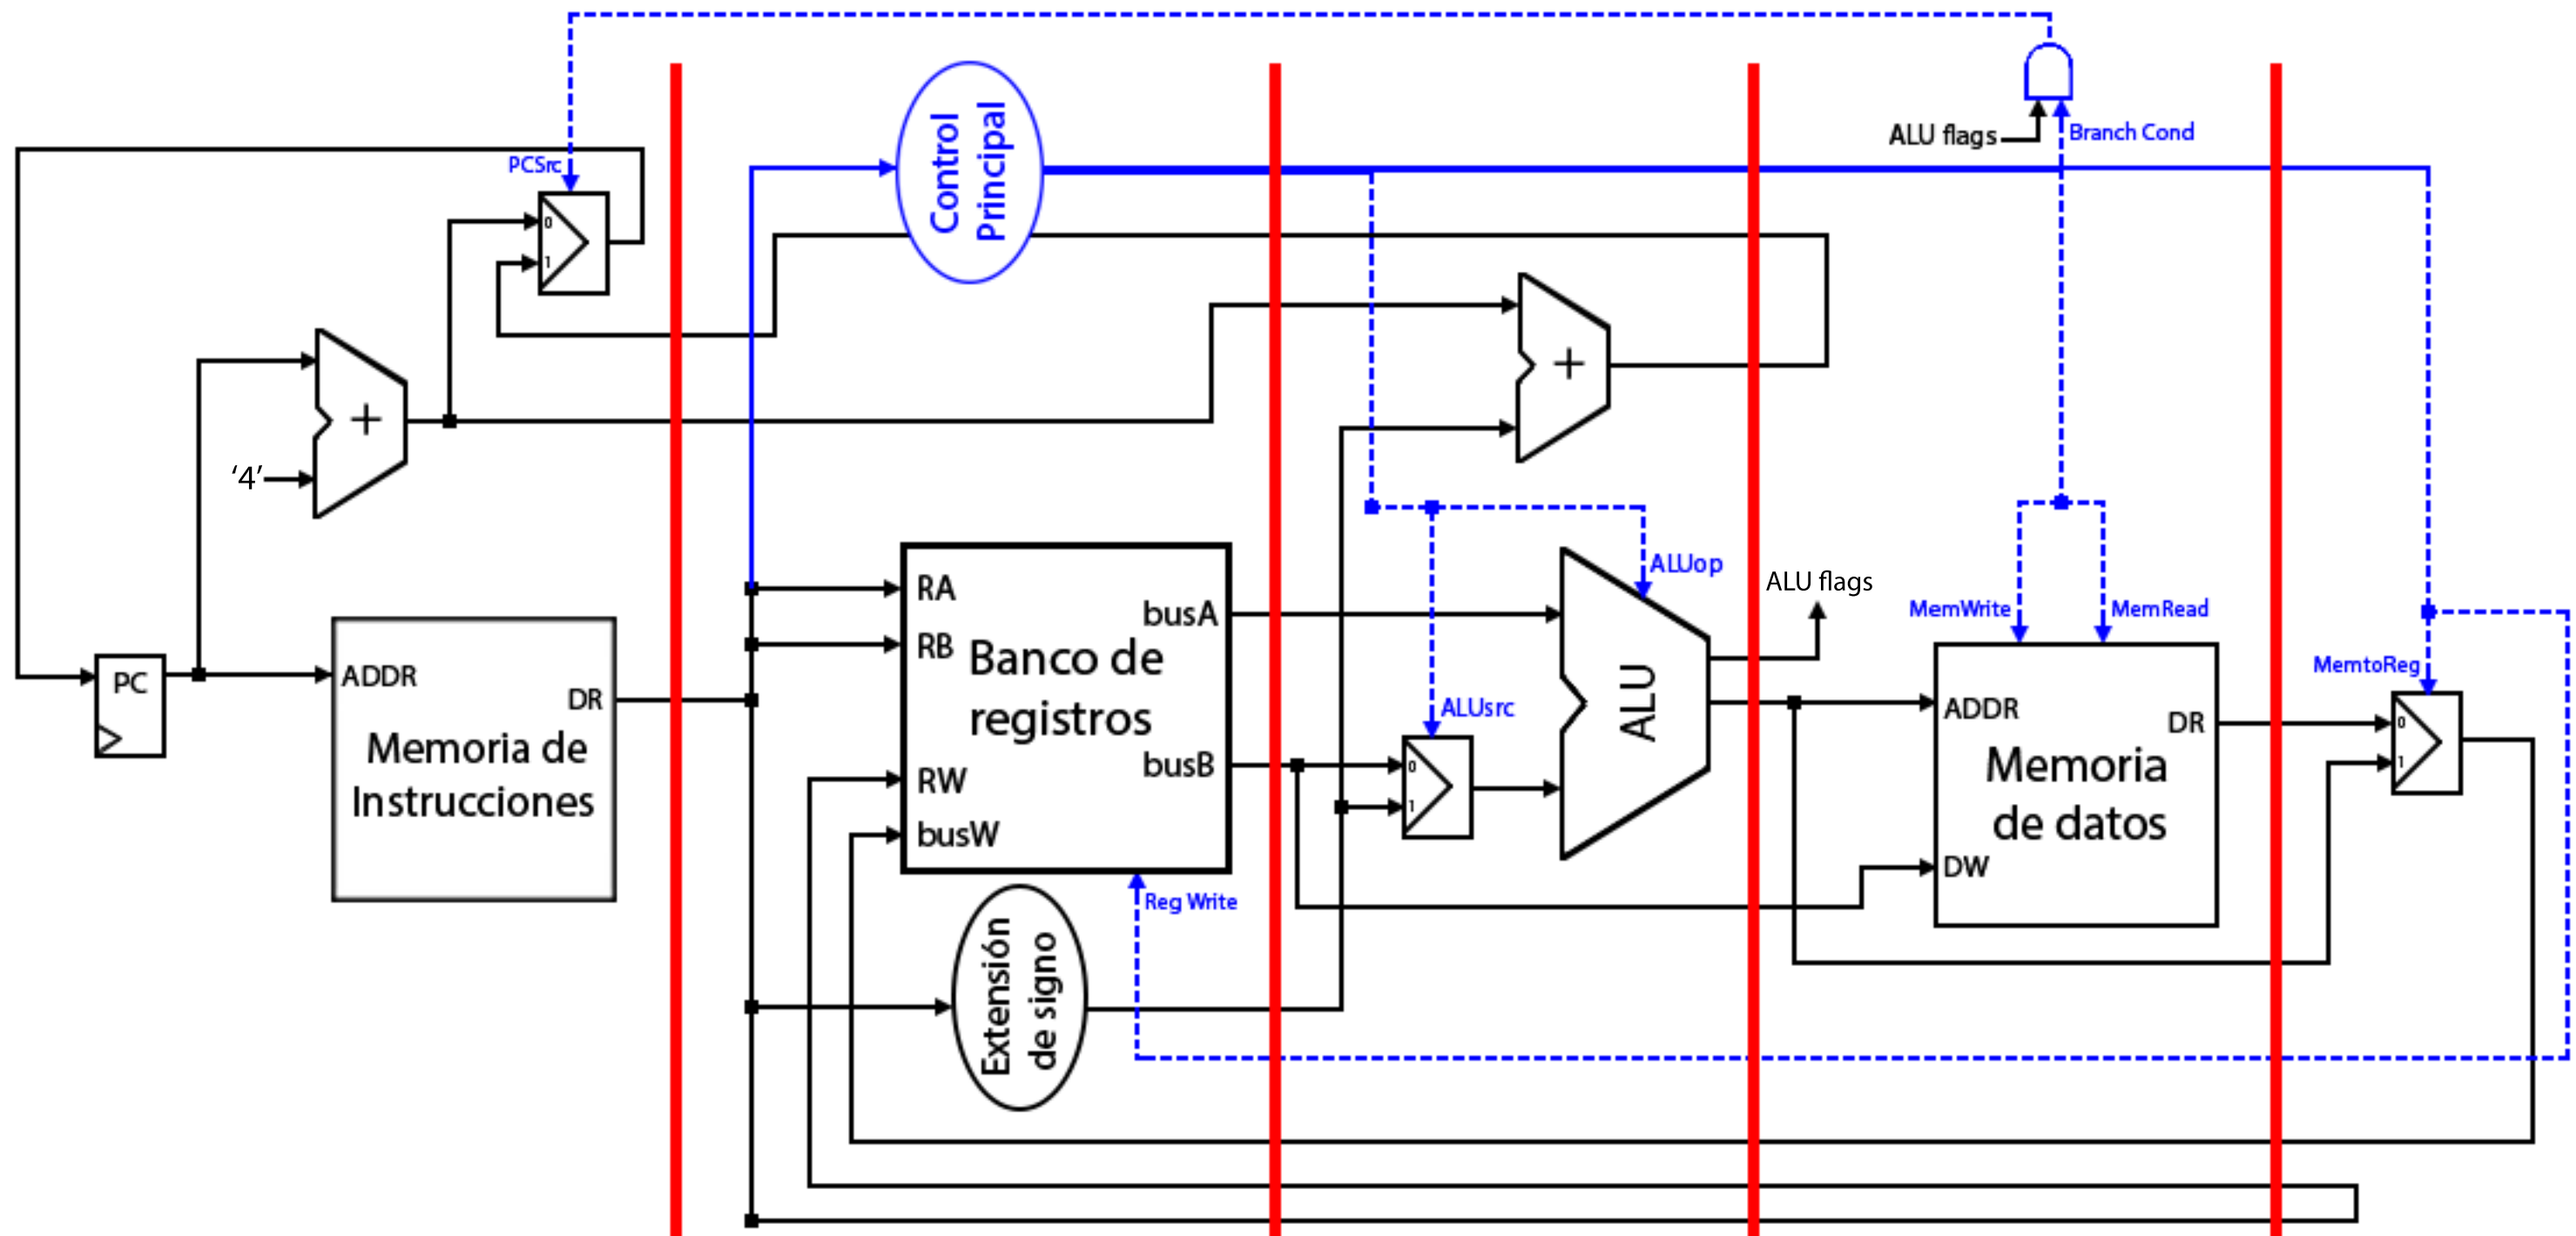 ALU flags
Branch Cond
PCSrc
Control
Principal
0
1
+
+
'4'
PC
ADDR
DR
Memoria de
Instrucciones
RA
RB
RW
busW
busA
busB
Banco de
registros
Reg Write
Extensión
de signo
ALUsrc
0
1
ALUop
ALU
ALU flags
MemWrite
MemRead
ADDR
DR
DW
Memoria
de datos
MemtoReg
0
1